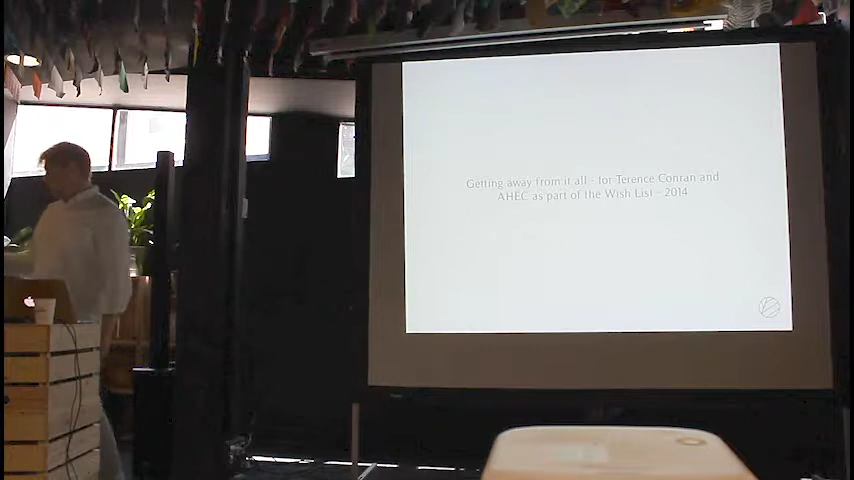 Getting away from it all - for Terence Conran and
AHEC as part of the Wish List - 2014